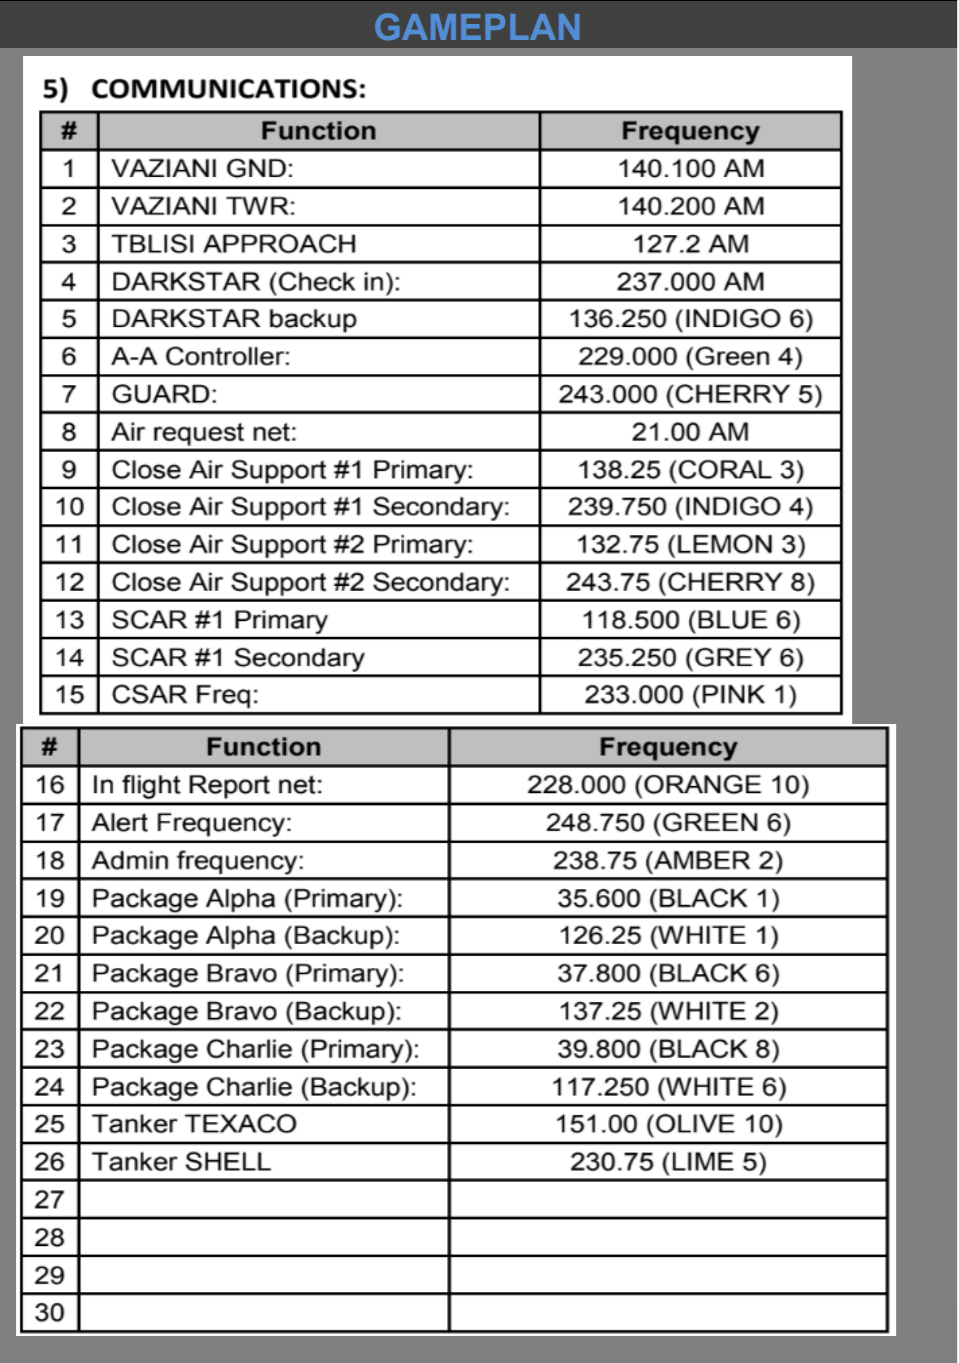 GAMEPLAN
5) COMMUNICATIONS:
# Function Frequency
1 VAZIANI GND: 140.100 AM
2 VAZIANI TWR: 140.200 AM
3 TBLISI APPROACH 127.2 AM
4 DARKSTAR (Check in): 237.000 AM
5 DARKSTAR backup 136.250 (INDIGO 6)
6 A-A Controller: 229.000 (Green 4)
7 GUARD: 243.000 (CHERRY 5)
8 Air request net: 21.00 AM
9 Close Air Support #1 Primary: 138.25 (CORAL 3)
10 Close Air Support #1 Secondary: 239.750 (INDIGO 4)
11 Close Air Support #2 Primary: 132.75 (LEMON 3)
12 Close Air Support #2 Secondary: 243.75 (CHERRY 8)
13 SCAR #1 Primary 118.500 (BLUE 6)
14 SCAR #1 Secondary 235.250 (GREY 6)
15 CSAR Freq: 233.000 (PINK 1)
# Function Frequency
16 In flight Report net: 228.000 (ORANGE 10)
17 Alert Frequency: 248.750 (GREEN 6)
18 Admin frequency: 238.75 (AMBER 2)
19 Package Alpha (Primary): 35.600 (BLACK 1)
20 Package Alpha (Backup): 126.25 (WHITE 1)
21 Package Bravo (Primary): 37.800 (BLACK 6)
22 Package Bravo (Backup): 137.25 (WHITE 2)
23 Package Charlie (Primary): 39.800 (BLACK 8)
24 Package Charlie (Backup): 117.250 (WHITE 6)
25 Tanker TEXACO 151.00 (OLIVE 10)
26 Tanker SHELL 230.75 (LIME 5)
27
28
29
30